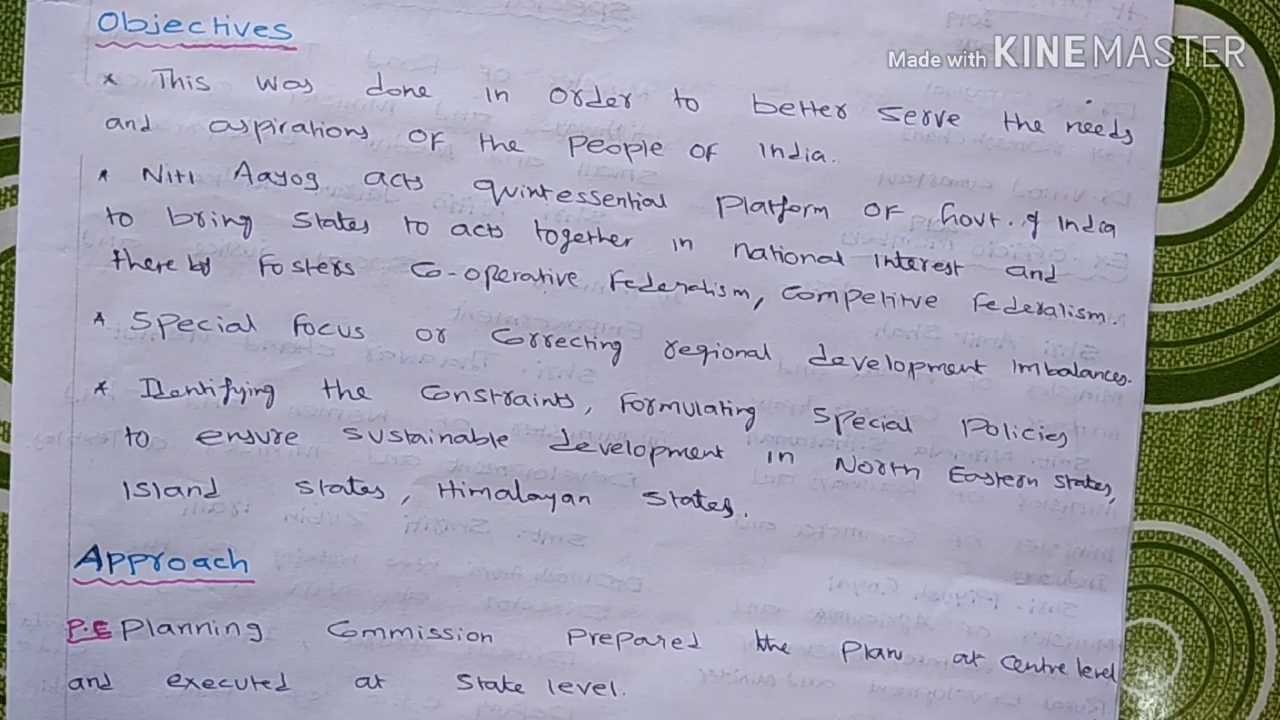 Objectives
Made with KINEMASTER
* This was done in order to better serve the needs
and aspirations of the people of India.
* Niti Aayog acts quintessential Platform of Govt. of India
to bring States to acts together in national interest and
thereby fosters Co-operative Federalism, Competitve Federalism.
* Special focus or Correcting regional development imbalances.
* Identifying the Constraints, Formulating Special Policies
to ensure sustainable development in North Eastern states,
Island states, Himalayan states.
Approach
P.E Planning Commission Prepared the Plan at Centre level
and executed at State level.